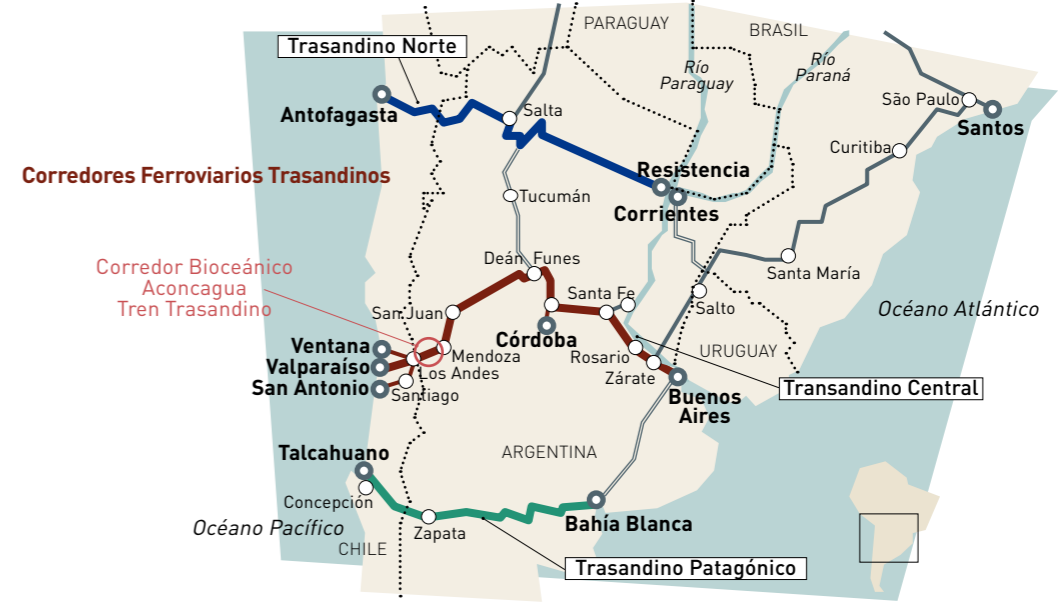 PARAGUAY
BRASIL
Trasandino Norte
Río
Paraguay
Río
Paraná
Antofagasta
Salta
São Paulo
Santos
Curitiba
Corredores Ferroviarios Trasandinos
Resistencia
Tucumán
Corrientes
Corredor Bioceánico
Aconcagua
Tren Trasandino
Deán Funes
Santa María
San Juan
Santa Fe
Salto
Océano Atlántico
Córdoba
Ventana
Valparaíso
San Antonio
Mendoza
Los Andes
Santiago
Rosario
Zárate
URUGUAY
Buenos
Aires
Transandino Central
Talcahuano
ARGENTINA
Concepción
Océano Pacífico
Zapata
Bahía Blanca
CHILE
Trasandino Patagónico